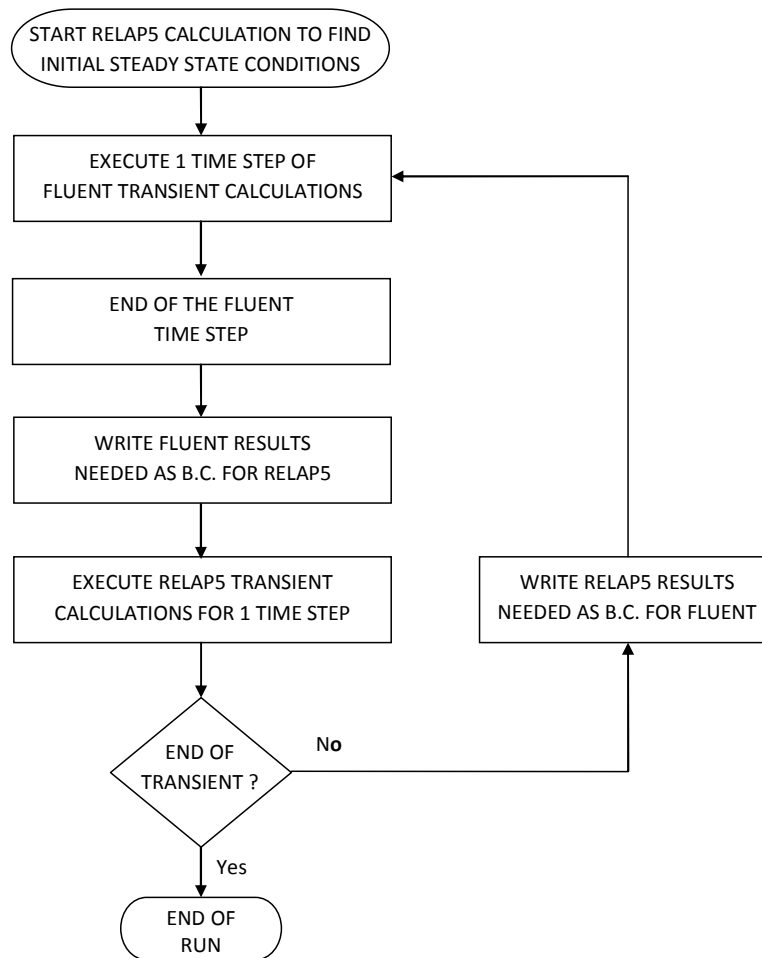 START RELAP5 CALCULATION TO FIND
INITIAL STEADY STATE CONDITIONS
EXECUTE 1 TIME STEP OF
FLUENT TRANSIENT CALCULATIONS
END OF THE FLUENT
TIME STEP
WRITE FLUENT RESULTS
NEEDED AS B.C. FOR RELAP5
EXECUTE RELAP5 TRANSIENT
CALCULATIONS FOR 1 TIME STEP
WRITE RELAP5 RESULTS
NEEDED AS B.C. FOR FLUENT
END OF
TRANSIENT ?
No
Yes
END OF
RUN